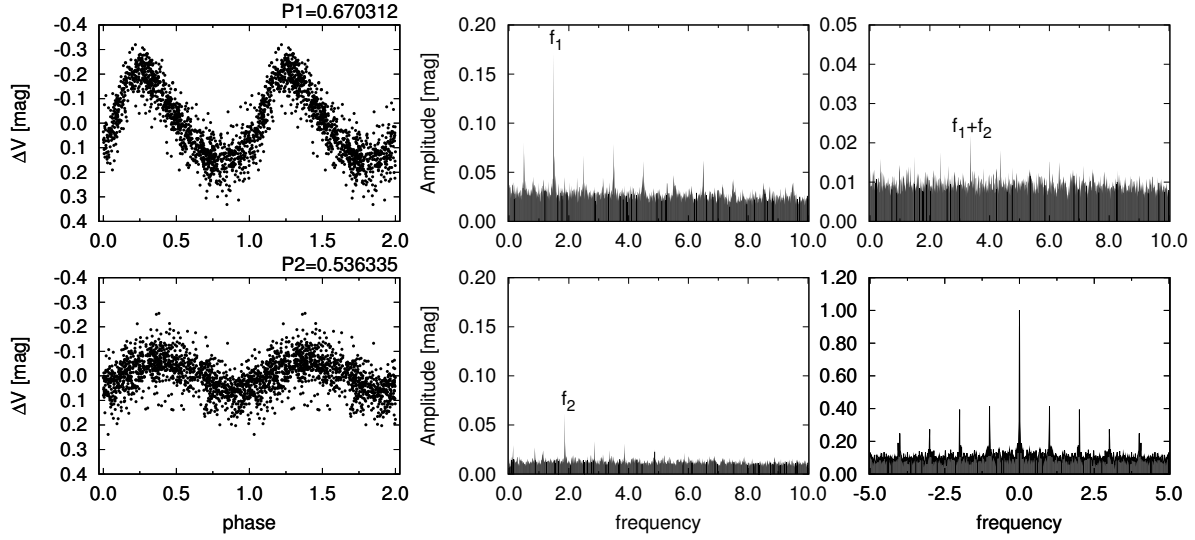 P1=0.670312
-0.4
-0.3
-0.2
-0.1
0.0
0.1
0.2
0.3
0.4
ΔV [mag]
0.0 0.5 1.0 1.5 2.0
0.20
0.15
0.10
0.05
0.00
Amplitude [mag]
f1
0.0 2.0 4.0 6.0 8.0 10.0
0.05
0.04
0.03
0.02
0.01
0.00
f1+f2
0.0 2.0 4.0 6.0 8.0 10.0
P2=0.536335
-0.4
-0.3
-0.2
-0.1
0.0
0.1
0.2
0.3
0.4
ΔV [mag]
0.0 0.5 1.0 1.5 2.0
phase
0.20
0.15
0.10
0.05
0.00
Amplitude [mag]
f2
0.0 2.0 4.0 6.0 8.0 10.0
frequency
1.20
1.00
0.80
0.60
0.40
0.20
0.00
-5.0 -2.5 0.0 2.5 5.0
frequency